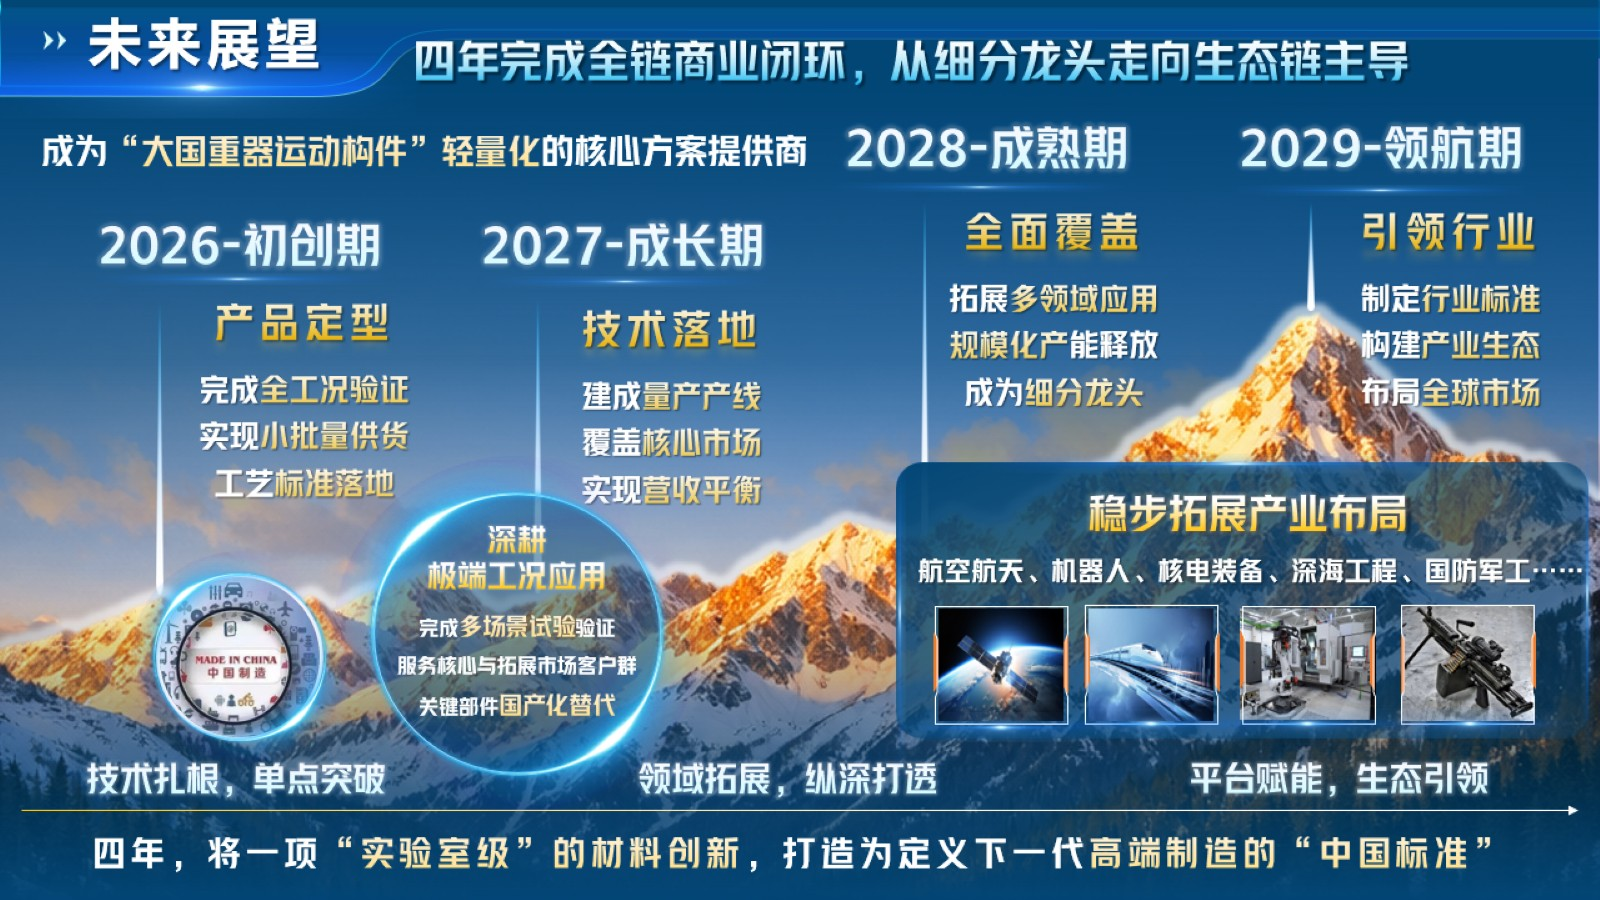 未来展望
四年完成全链商业闭环，从细分龙头走向生态链主导
成为“大国重器运动构件”轻量化的核心方案提供商
2026-初创期
产品定型
完成全工况验证
实现小批量供货
工艺标准落地
2027-成长期
技术落地
建成量产产线
覆盖核心市场
实现营收平衡
2028-成熟期
全面覆盖
拓展多领域应用
规模化产能释放
成为细分龙头
2029-领航期
引领行业
制定行业标准
构建产业生态
布局全球市场
MADE IN CHINA
中国制造
深耕
极端工况应用
完成多场景试验验证
服务核心与拓展市场客户群
关键部件国产化替代
稳步拓展产业布局
航空航天、机器人、核电装备、深海工程、国防军工……
技术扎根，单点突破
领域拓展，纵深打透
平台赋能，生态引领
四年，将一项“实验室级”的材料创新，打造为定义下一代高端制造的“中国标准”